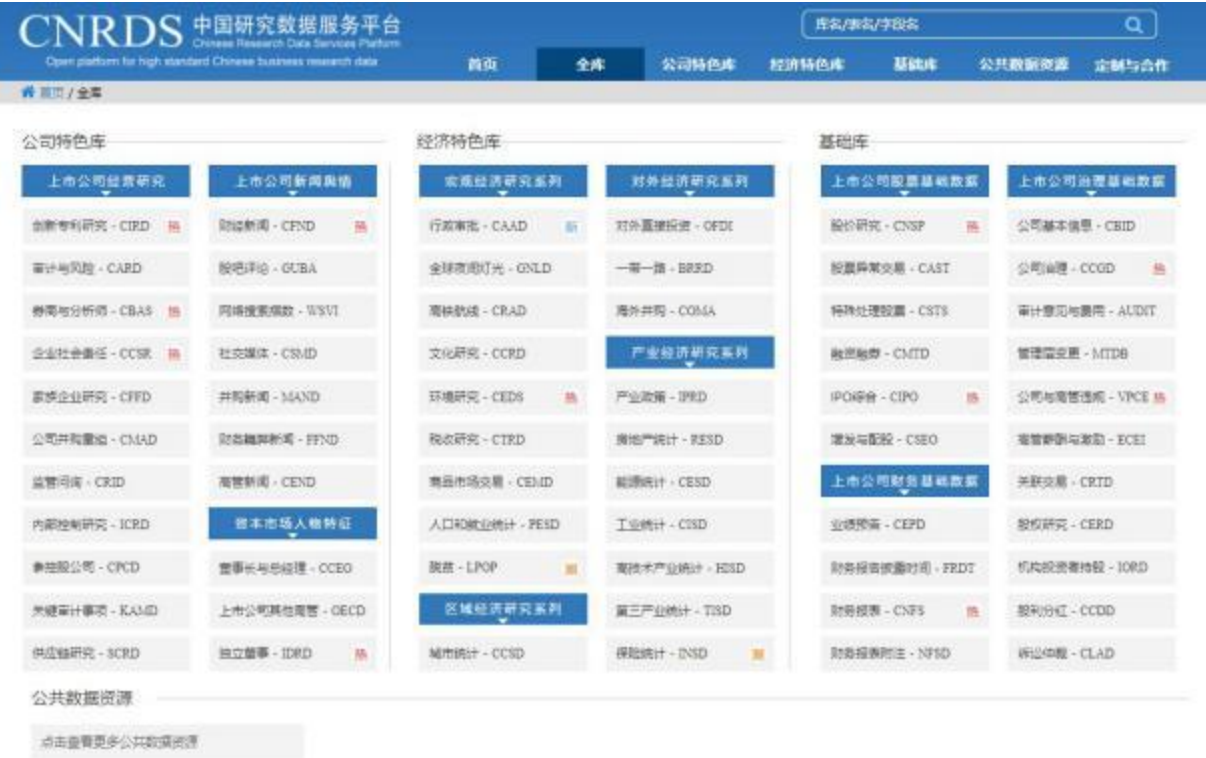 CNRDS 中国研究数据服务平台
Chinese Research Data Services Platform
Open platform for high standard Chinese business research data
库名/表名/字段名
首页 全库 公司特色库 经济特色库 基础库 公共数据资源 定制与合作
首页 / 全库
公司特色库
上市公司经营研究
创新专利研究 - CIRD 热
审计与风险 - CARD
券商与分析师 - CBAS 热
企业社会责任 - CCSR 热
家族企业研究 - CFFD
公司并购重组 - CMAD
监管问询 - CRID
内部控制研究 - ICRD
参控股公司 - CPCD
关键审计事项 - KAMD
供应链研究 - SCRD
上市公司新闻舆情
财经新闻 - CFND 热
股吧评论 - GUBA
网络搜索指数 - WSVI
社交媒体 - CSMD
并购新闻 - MAND
财务舞弊新闻 - FFND
高管新闻 - CEND
资本市场人物特征
董事长与总经理 - CCEO
上市公司其他高管 - OECD
独立董事 - IDRD 热
经济特色库
宏观经济研究系列
行政审批 - CAAD 新
全球夜间灯光 - GNLD
高铁航线 - CRAD
文化研究 - CCRD
环境研究 - CEDS 热
税收研究 - CTRD
商品市场交易 - CEMD
人口和就业统计 - PESD
脱贫 - LPOP
区域经济研究系列
城市统计 - CCSD
对外经济研究系列
对外直接投资 - OFDI
一带一路 - BRRD
海外并购 - COMA
产业经济研究系列
产业政策 - IPRD
房地产统计 - RESD
能源统计 - CESD
工业统计 - CISD
高技术产业统计 - HISD
第三产业统计 - TISD
保险统计 - INSD
基础库
上市公司股票基础数据
股价研究 - CNSP 热
股票异常交易 - CAST
特殊处理股票 - CSTS
融资融券 - CMTD
IPO综合 - CIPO 热
增发与配股 - CSEO
上市公司财务基础数据
业绩预告 - CEPD
财务报告披露时间 - FRDT
财务报表 - CNFS 热
财务报表附注 - NFSD
上市公司治理基础数据
公司基本信息 - CBID
公司治理 - CCGD 热
审计意见与费用 - AUDIT
管理层变更 - MTDB
公司与高管违规 - VPCE 热
高管薪酬与激励 - ECEI
关联交易 - CRTD
股权研究 - CERD
机构投资者持股 - IORD
股利分红 - CCDD
诉讼仲裁 - CLAD
公共数据资源
点击查看更多公共数据资源